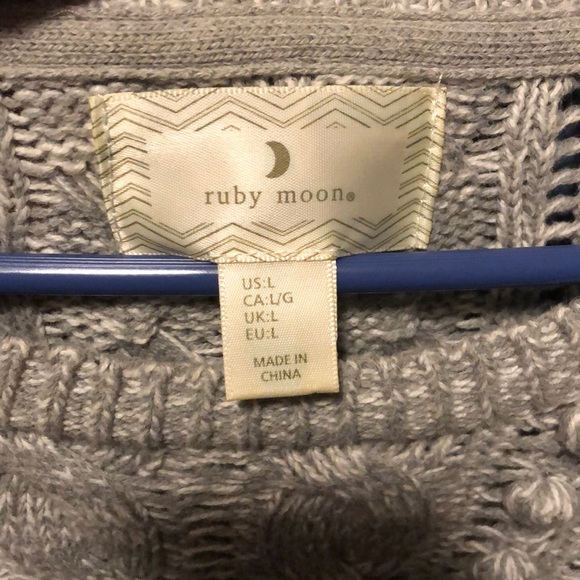 ruby moon®
US:L
CA:L/G
UK:L
EU:L
MADE IN
CHINA